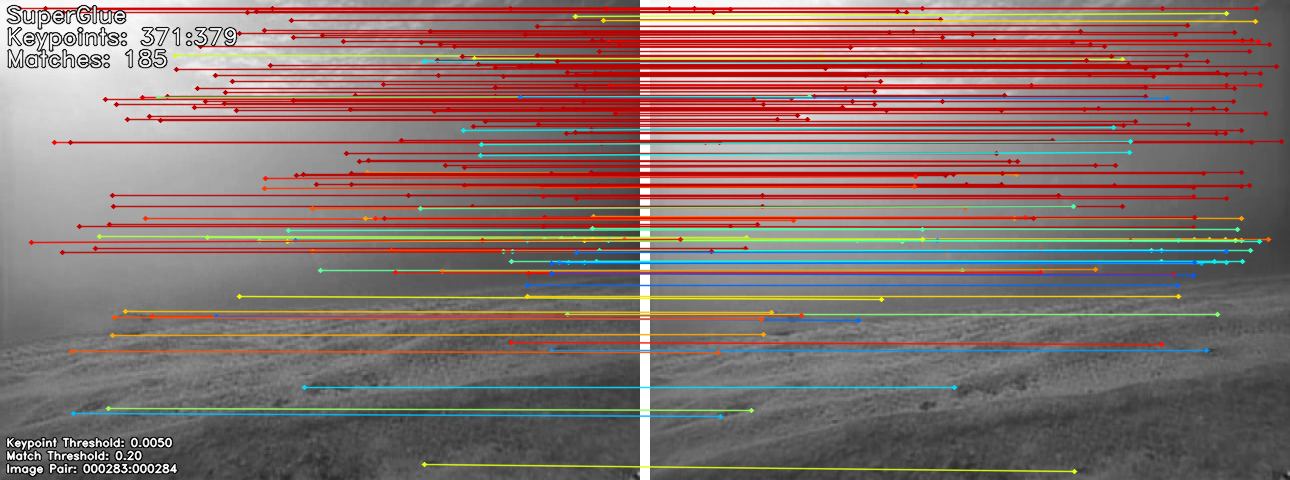 SuperGlue
Keypoints: 371:379
Matches: 185
Keypoint Threshold: 0.0050
Match Threshold: 0.20
Image Pair: 000283:000284